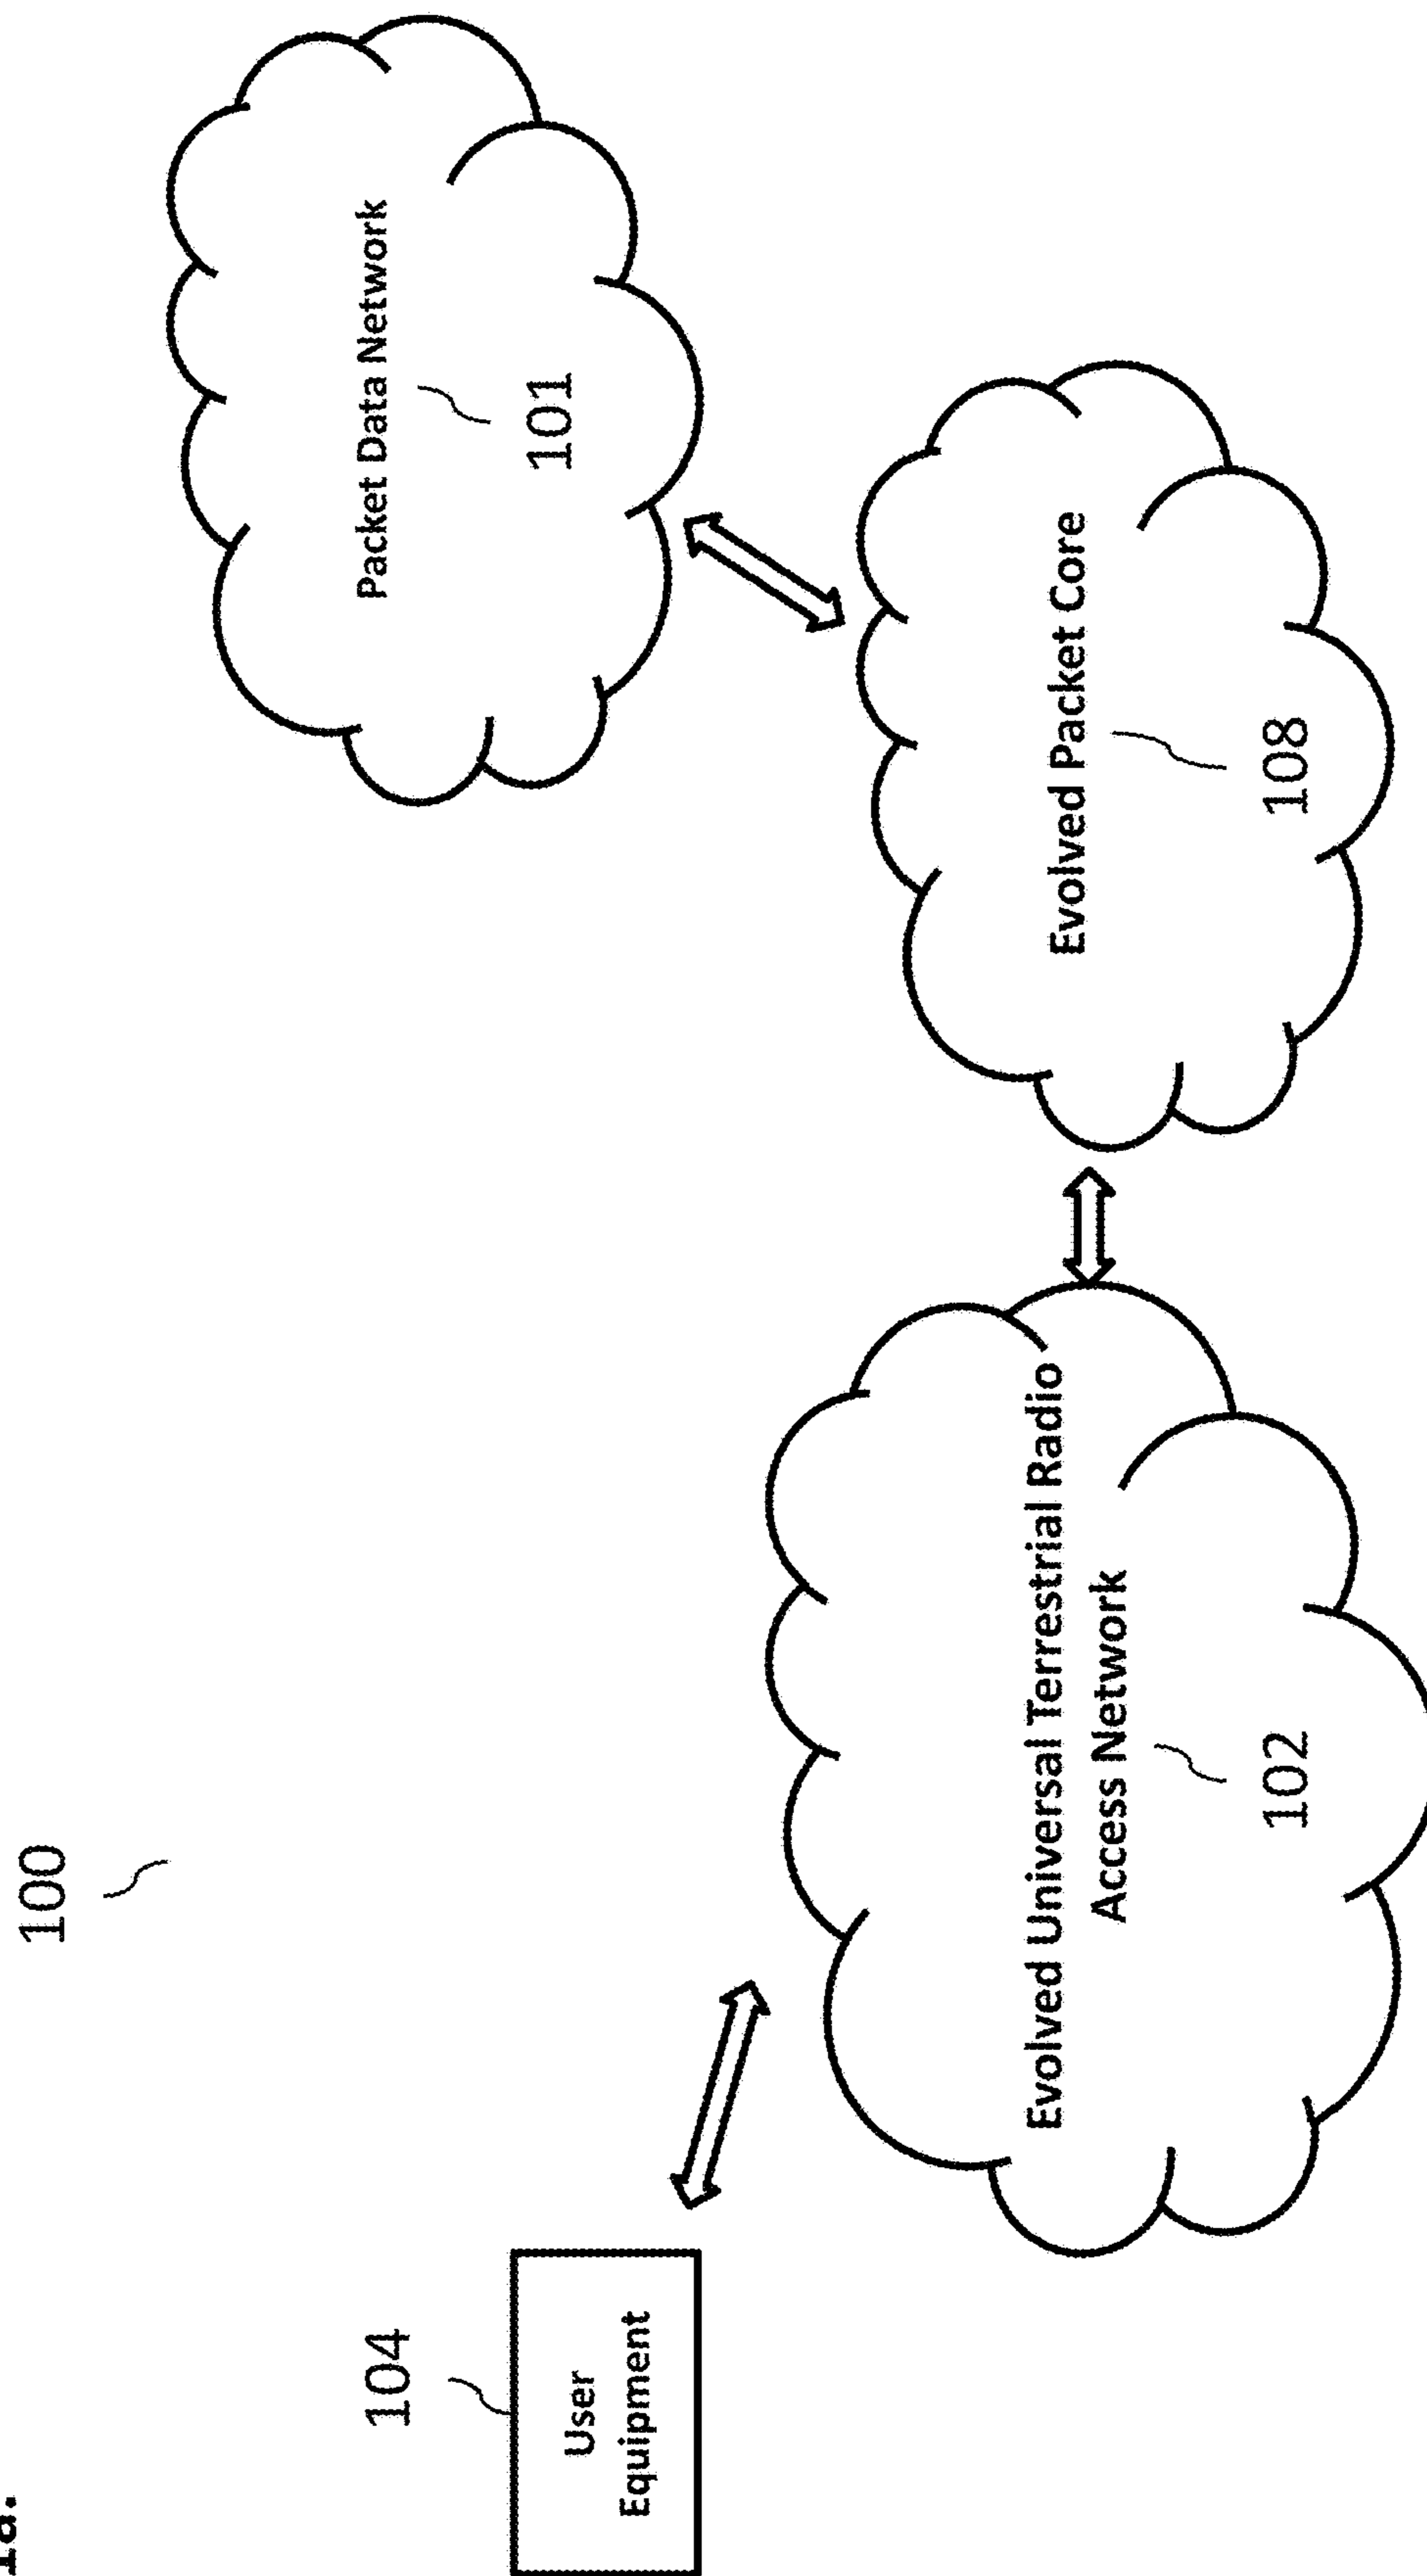 1a.
100
104
User
Equipment
Evolved Universal Terrestrial Radio
Access Network
102
Evolved Packet Core
108
Packet Data Network
101